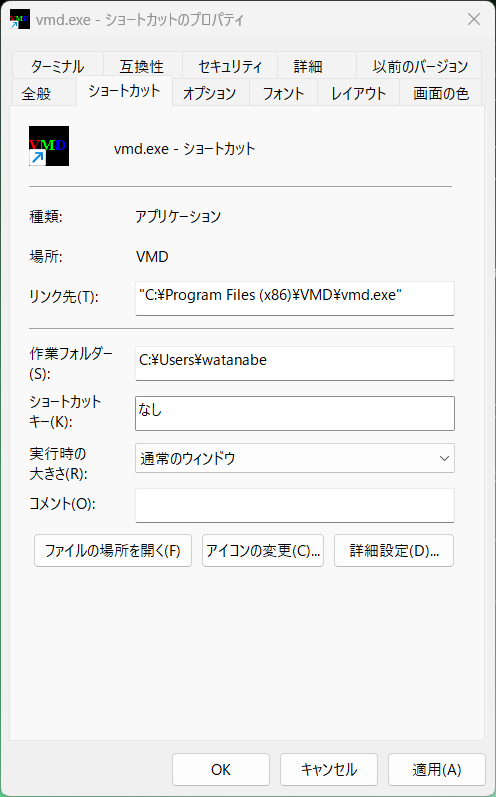 VMD
vmd.exe - ショートカットのプロパティ
ターミナル 互換性 セキュリティ 詳細 以前のバージョン
全般 ショートカット オプション フォント レイアウト 画面の色
VMD
vmd.exe - ショートカット
種類: アプリケーション
場所: VMD
リンク先(T): "C:¥Program Files (x86)¥VMD¥vmd.exe"
作業フォルダー
(S): C:¥Users¥watanabe
ショートカット
キー(K): なし
実行時の
大きさ(R): 通常のウィンドウ
コメント(O):
ファイルの場所を開く(F) アイコンの変更(C)... 詳細設定(D)...
OK キャンセル 適用(A)